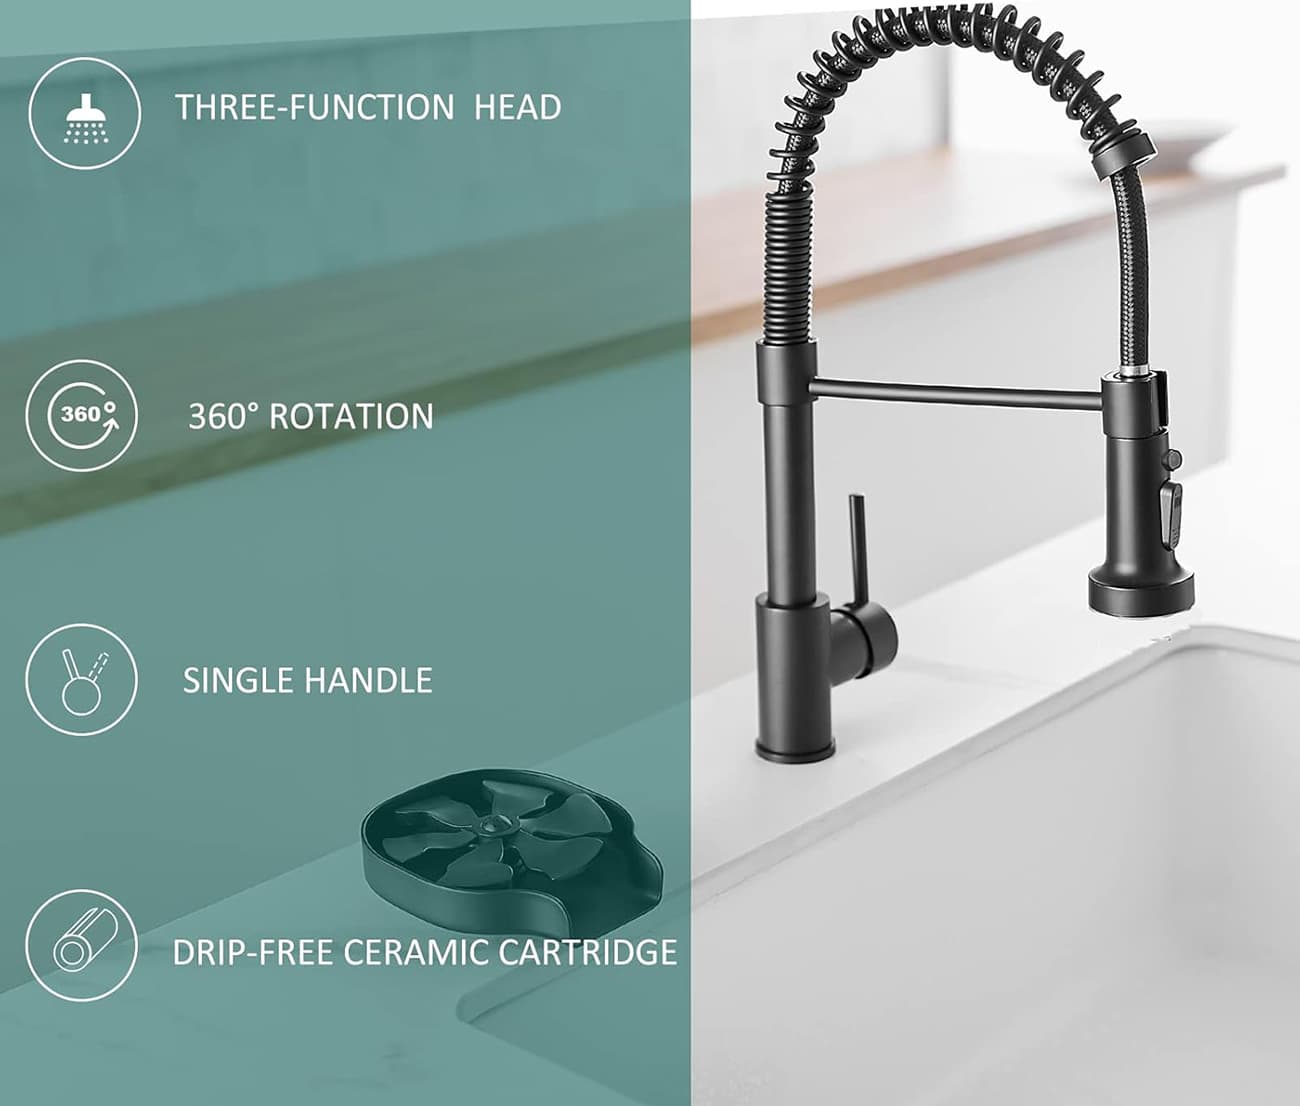 THREE-FUNCTION HEAD
360°
360° ROTATION
SINGLE HANDLE
DRIP-FREE CERAMIC CARTRIDGE